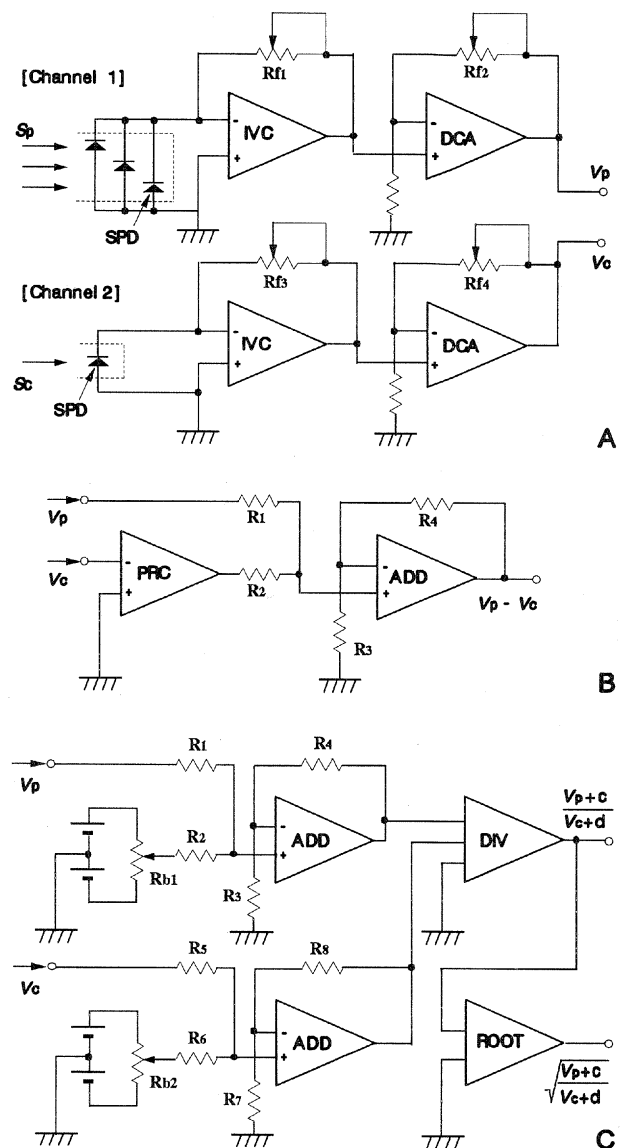 [Channel 1]
Sp
SPD
Rf1
-
IVC
+
Rf2
-
DCA
+
Vp
[Channel 2]
Sc
SPD
Rf3
-
IVC
+
Rf4
-
DCA
+
Vc
A
Vp
R1
Vc
-
PRC
+
R2
R4
-
ADD
+
R3
Vp - Vc
B
Vp
R1
Rb1
R2
R3
R4
-
ADD
+
DIV
Vp+c
Vc+d
Vc
R5
Rb2
R6
R7
R8
-
ADD
+
ROOT
√Vp+c
Vc+d
C